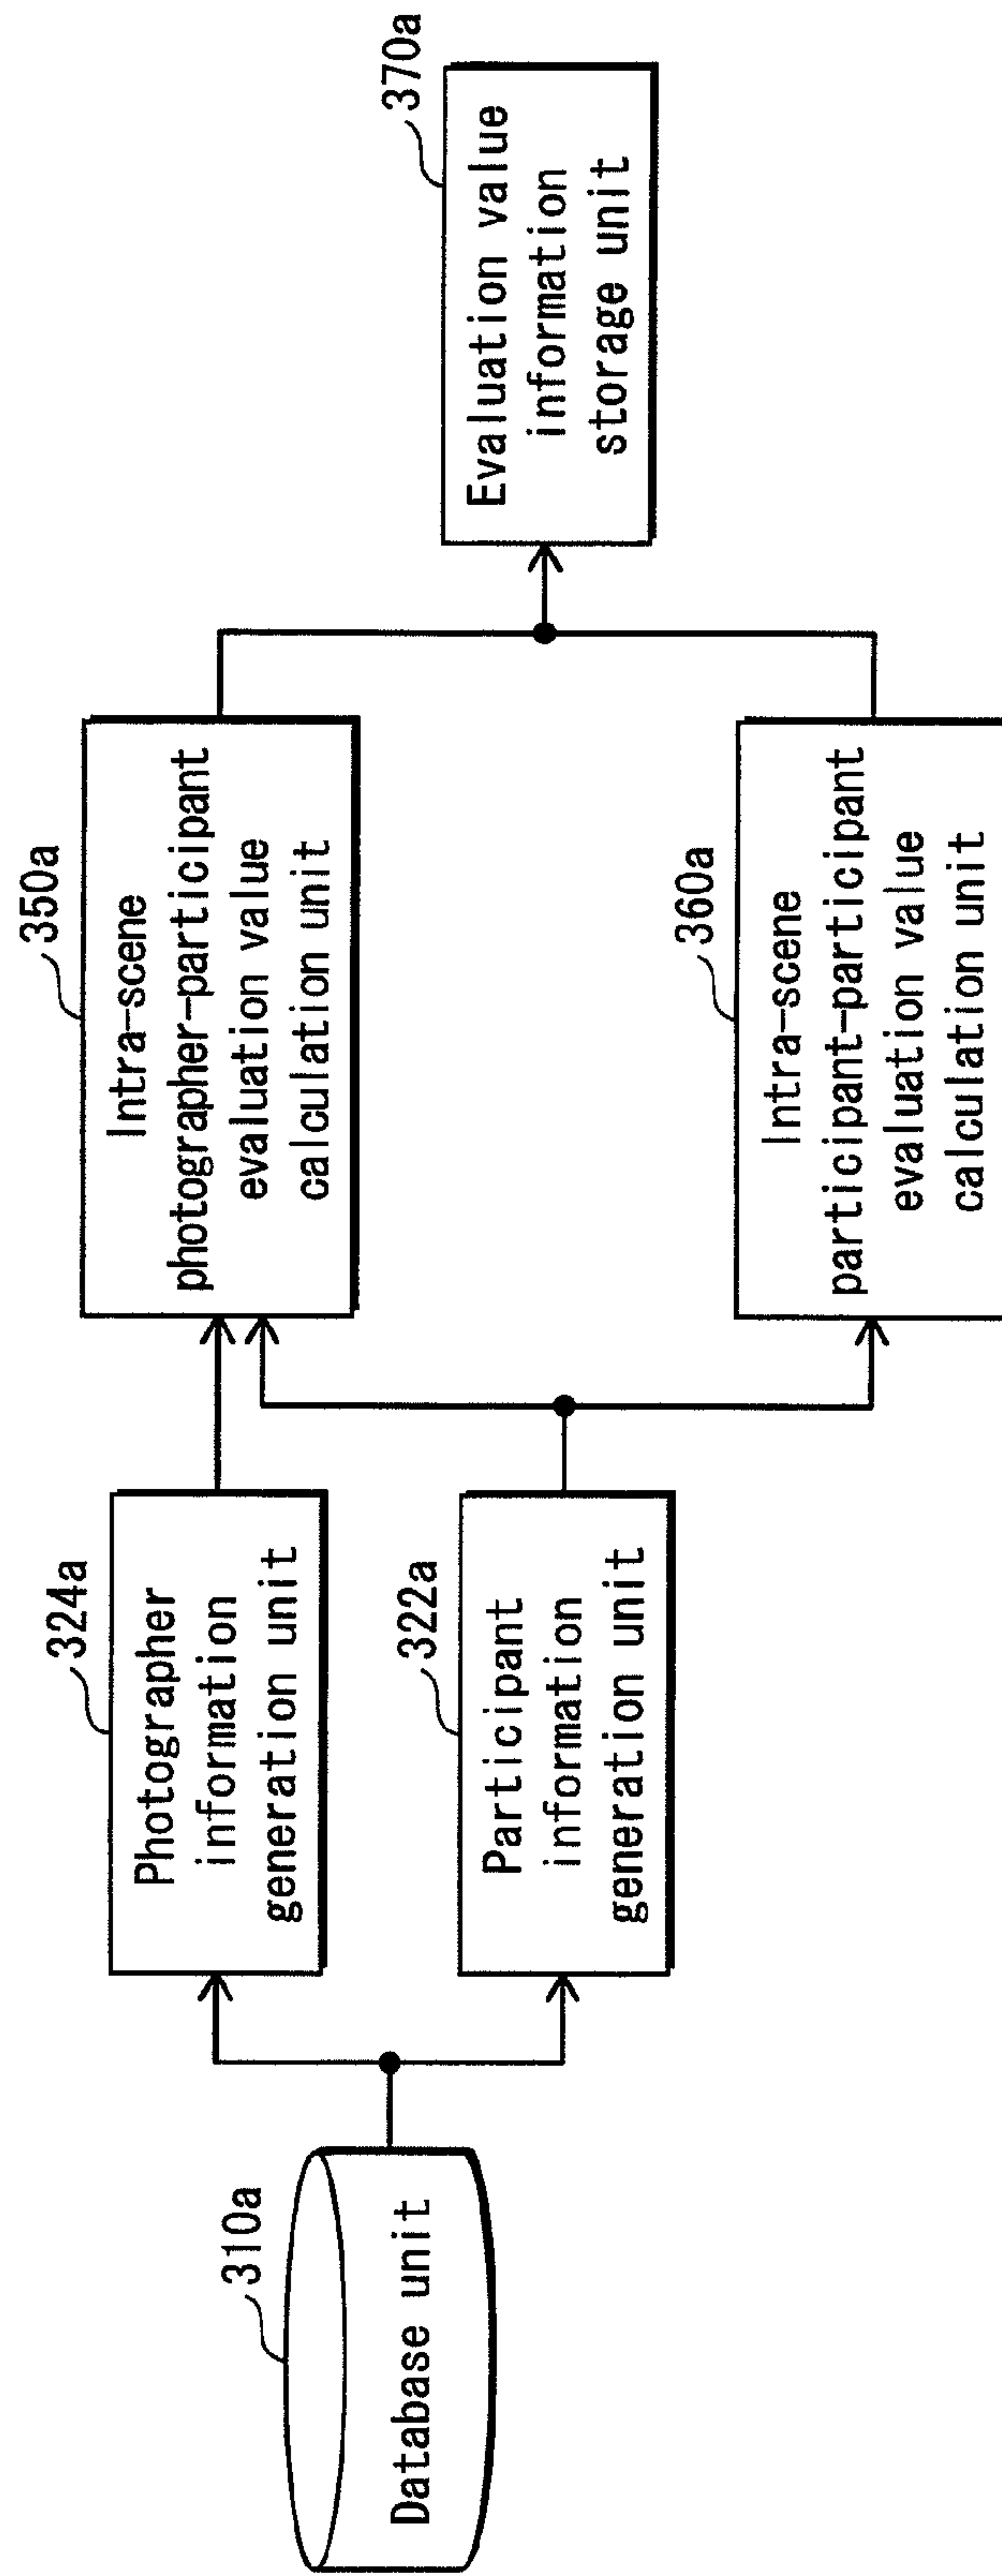 310a
Database unit
324a
Photographer
information
generation unit
322a
Participant
information
generation unit
350a
Intra-scene
photographer-participant
evaluation value
calculation unit
360a
Intra-scene
participant-participant
evaluation value
calculation unit
370a
Evaluation value
information
storage unit